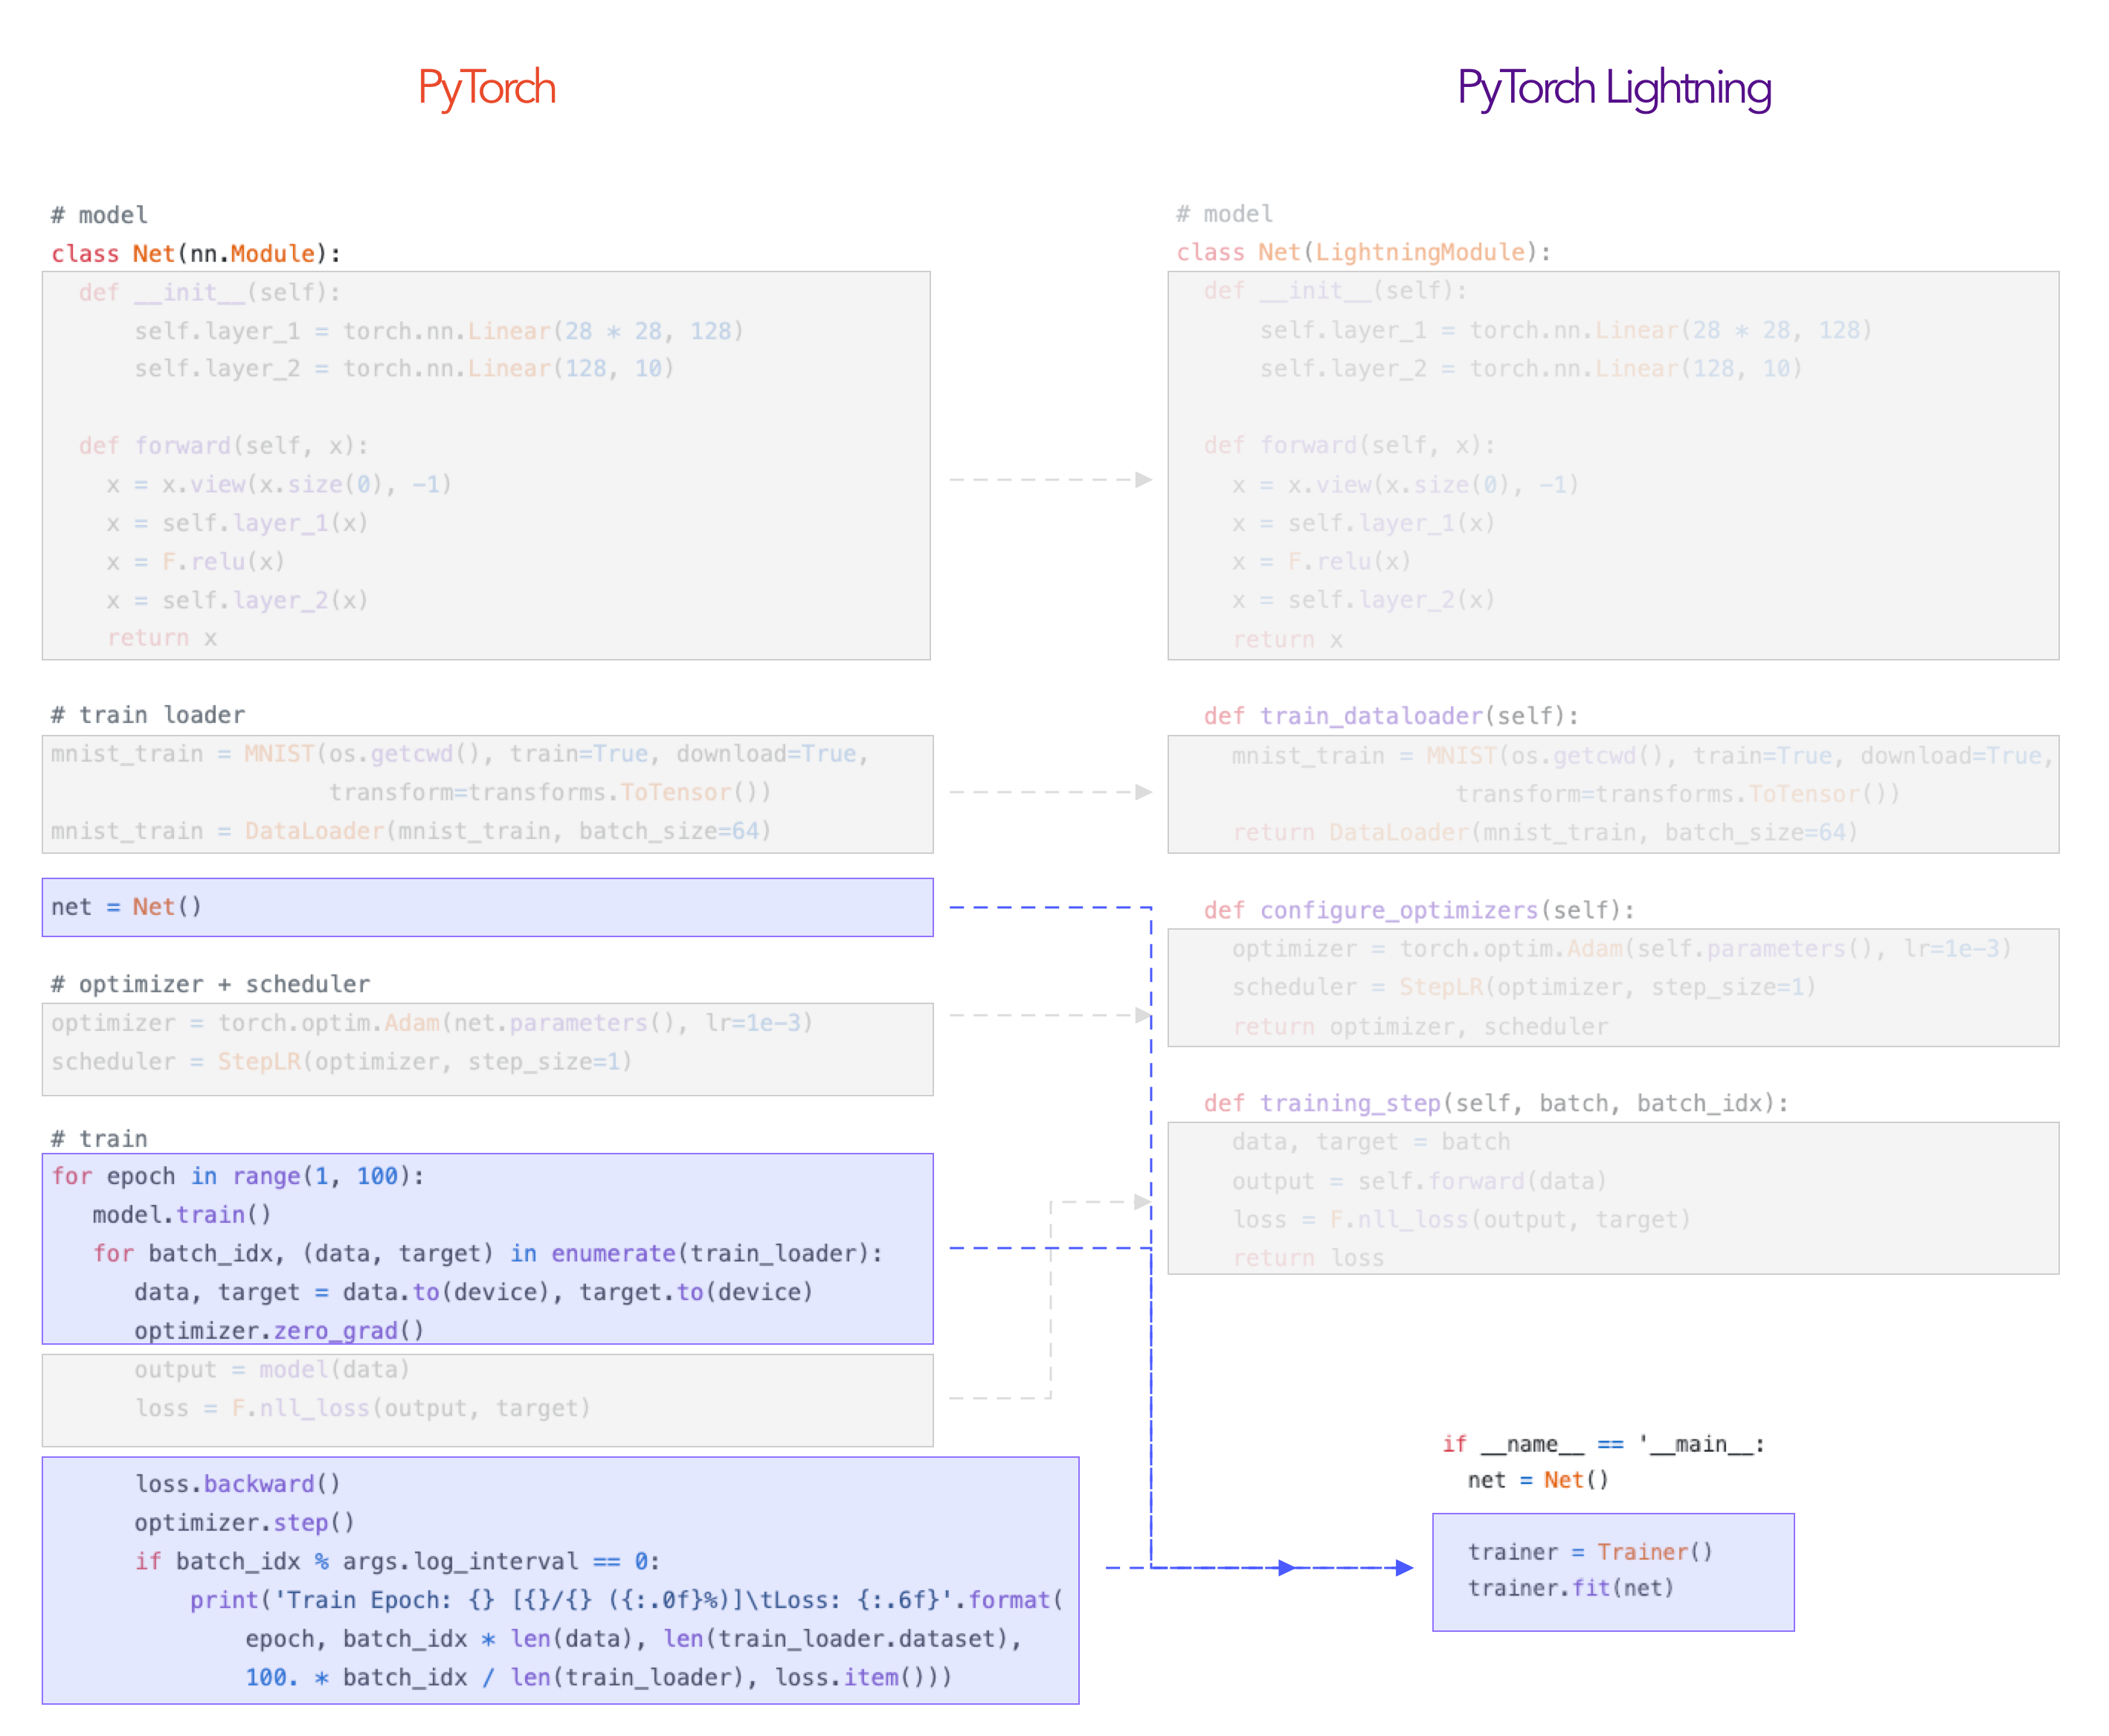 PyTorch
# model
class Net(nn.Module):
  def __init__(self):
      self.layer_1 = torch.nn.Linear(28 * 28, 128)
      self.layer_2 = torch.nn.Linear(128, 10)
  def forward(self, x):
    x = x.view(x.size(0), -1)
    x = self.layer_1(x)
    x = F.relu(x)
    x = self.layer_2(x)
    return x
# train loader
mnist_train = MNIST(os.getcwd(), train=True, download=True,
                    transform=transforms.ToTensor())
mnist_train = DataLoader(mnist_train, batch_size=64)
net = Net()
# optimizer + scheduler
optimizer = torch.optim.Adam(net.parameters(), lr=1e-3)
scheduler = StepLR(optimizer, step_size=1)
# train
for epoch in range(1, 100):
   model.train()
   for batch_idx, (data, target) in enumerate(train_loader):
      data, target = data.to(device), target.to(device)
      optimizer.zero_grad()
      output = model(data)
      loss = F.nll_loss(output, target)
      loss.backward()
      optimizer.step()
      if batch_idx % args.log_interval == 0:
          print('Train Epoch: {} [{}/{} ({:.0f}%)]\tLoss: {:.6f}'.format(
              epoch, batch_idx * len(data), len(train_loader.dataset),
              100. * batch_idx / len(train_loader), loss.item()))
PyTorch Lightning
# model
class Net(LightningModule):
  def __init__(self):
      self.layer_1 = torch.nn.Linear(28 * 28, 128)
      self.layer_2 = torch.nn.Linear(128, 10)
  def forward(self, x):
    x = x.view(x.size(0), -1)
    x = self.layer_1(x)
    x = F.relu(x)
    x = self.layer_2(x)
    return x
  def train_dataloader(self):
    mnist_train = MNIST(os.getcwd(), train=True, download=True,
                    transform=transforms.ToTensor())
    return DataLoader(mnist_train, batch_size=64)
  def configure_optimizers(self):
    optimizer = torch.optim.Adam(self.parameters(), lr=1e-3)
    scheduler = StepLR(optimizer, step_size=1)
    return optimizer, scheduler
  def training_step(self, batch, batch_idx):
    data, target = batch
    output = self.forward(data)
    loss = F.nll_loss(output, target)
    return loss
if __name__ == '__main__:
  net = Net()
  trainer = Trainer()
  trainer.fit(net)